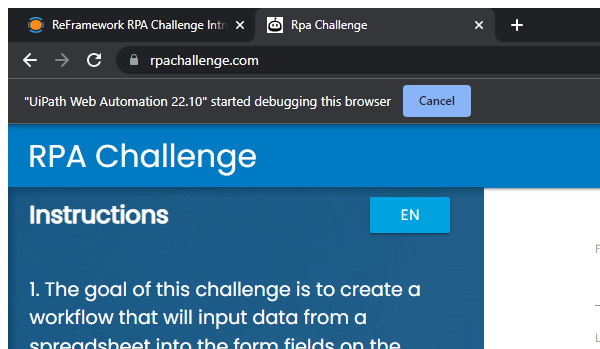 ReFramework RPA Challenge Intr
Rpa Challenge
rpachallenge.com
"UiPath Web Automation 22.10" started debugging this browser
Cancel
RPA Challenge
Instructions
EN
1. The goal of this challenge is to create a
workflow that will input data from a
spreadsheet into the form fields on the
F
L